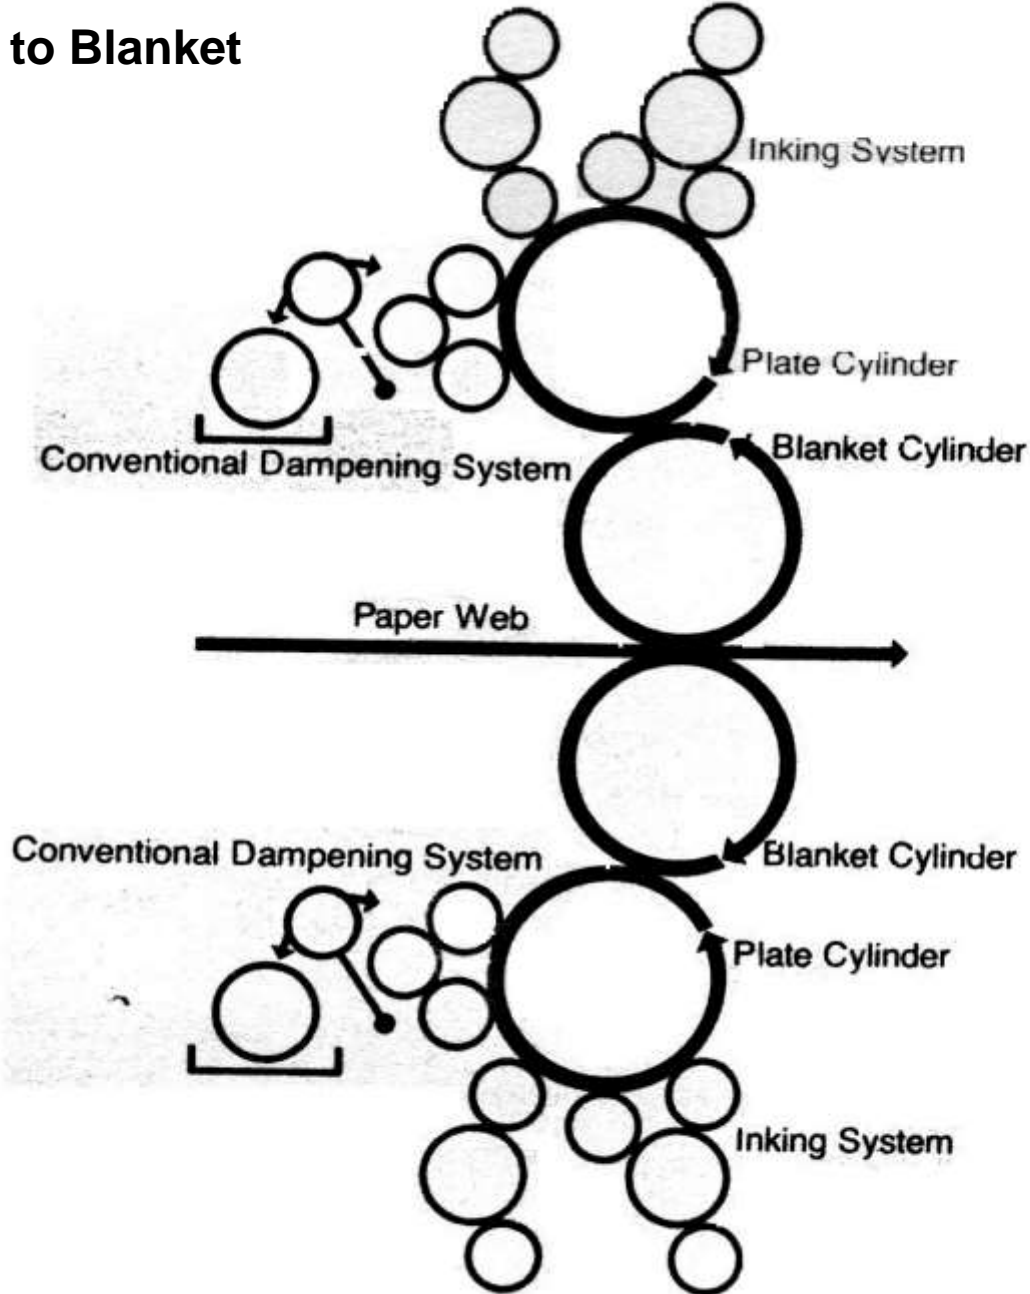 to Blanket
Inking System
Plate Cylinder
Blanket Cylinder
Conventional Dampening System
Paper Web
Conventional Dampening System
Blanket Cylinder
Plate Cylinder
Inking System